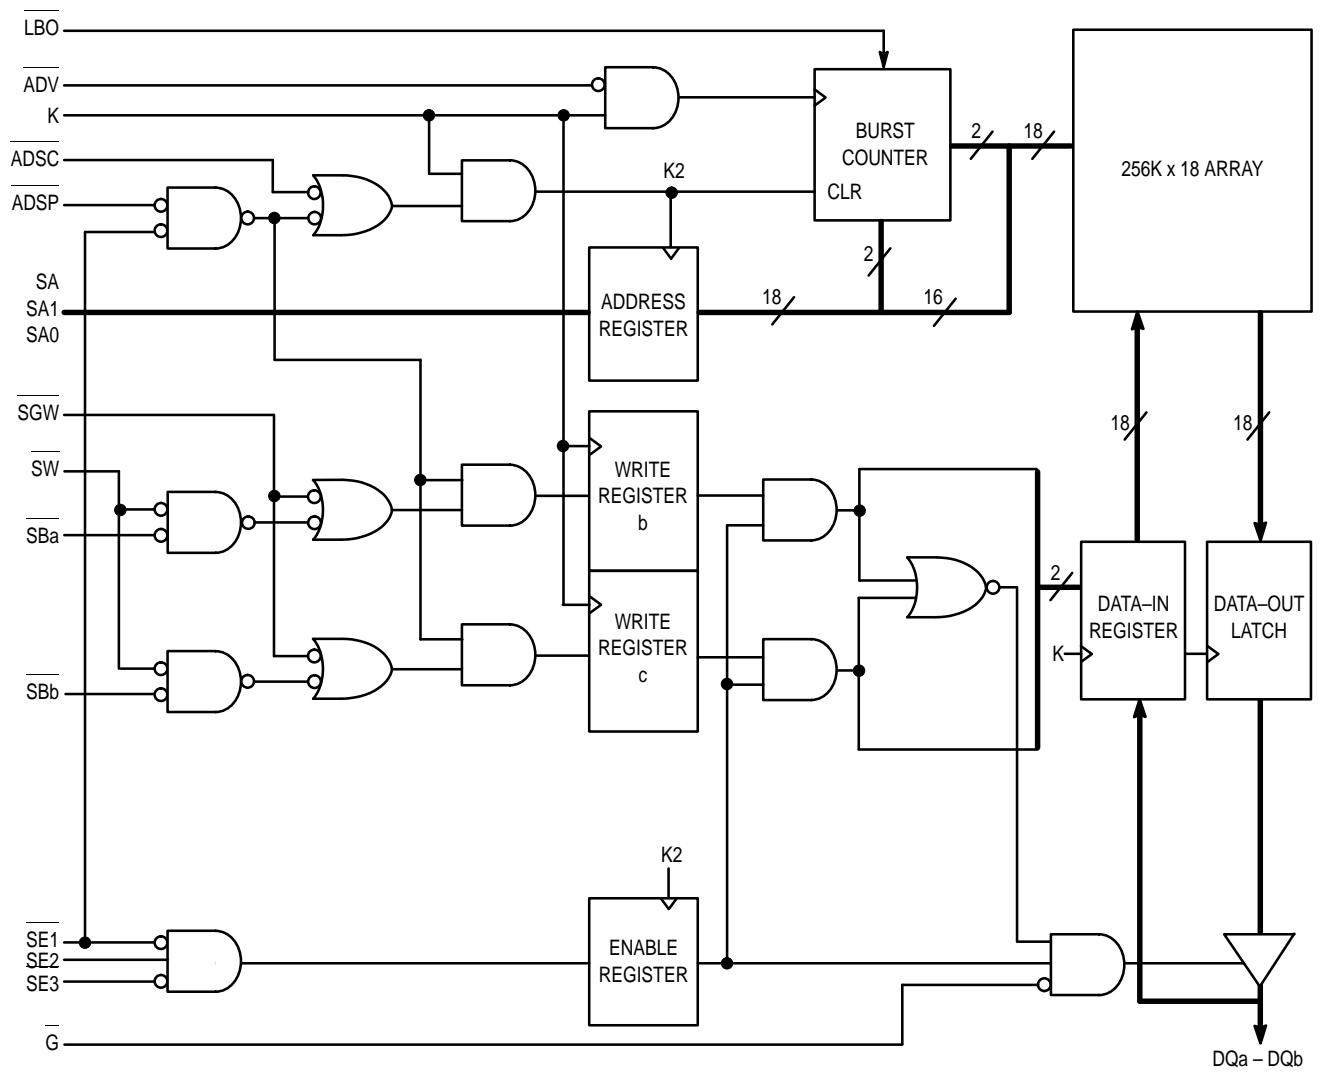 LBO
ADV
K
ADSC
ADSP
SA
SA1
SA0
SGW
SW
SBa
SBb
SE1
SE2
SE3
G
K2
BURST
COUNTER
CLR
2
18
256K x 18 ARRAY
2
ADDRESS
REGISTER
18
16
WRITE
REGISTER
b
WRITE
REGISTER
c
18
18
2
DATA–IN
REGISTER
K
DATA–OUT
LATCH
K2
ENABLE
REGISTER
DQa – DQb